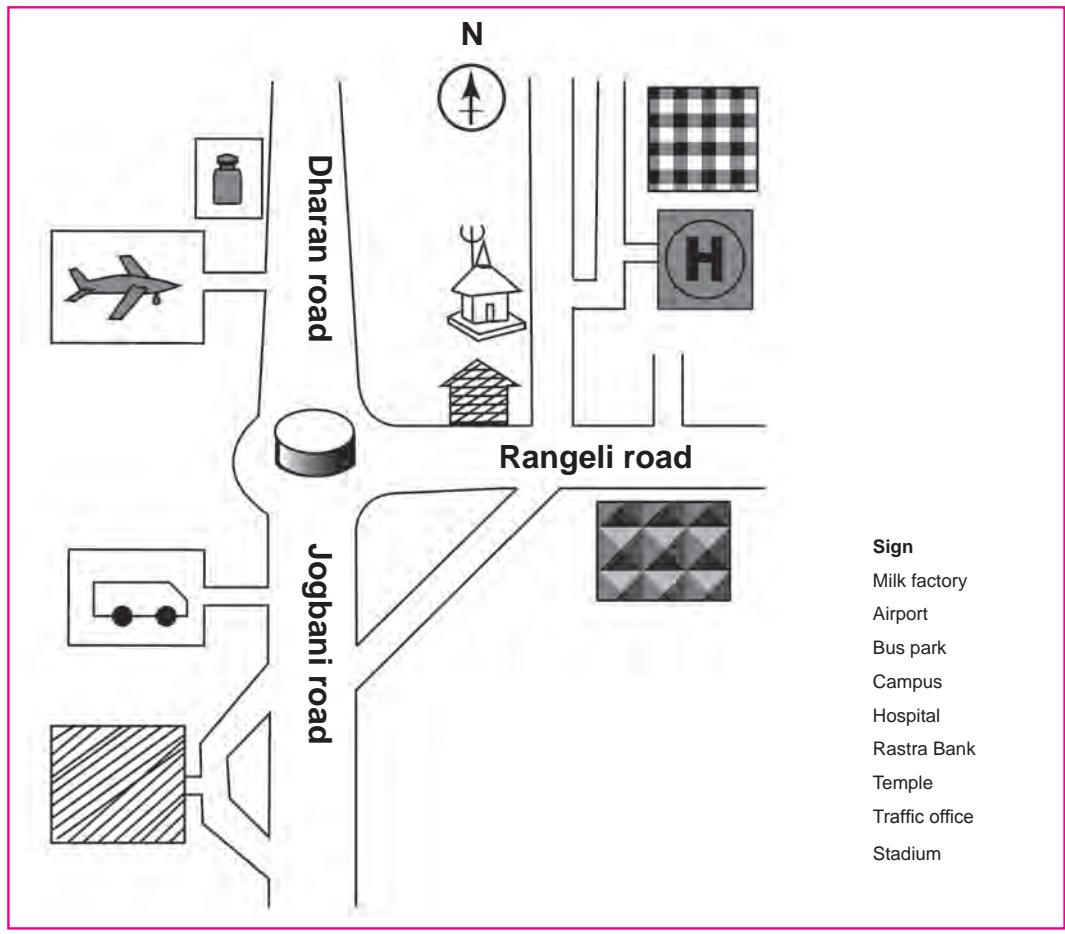 N
Dharan road
H
Rangeli road
Jogbani road
Sign
Milk factory
Airport
Bus park
Campus
Hospital
Rastra Bank
Temple
Traffic office
Stadium